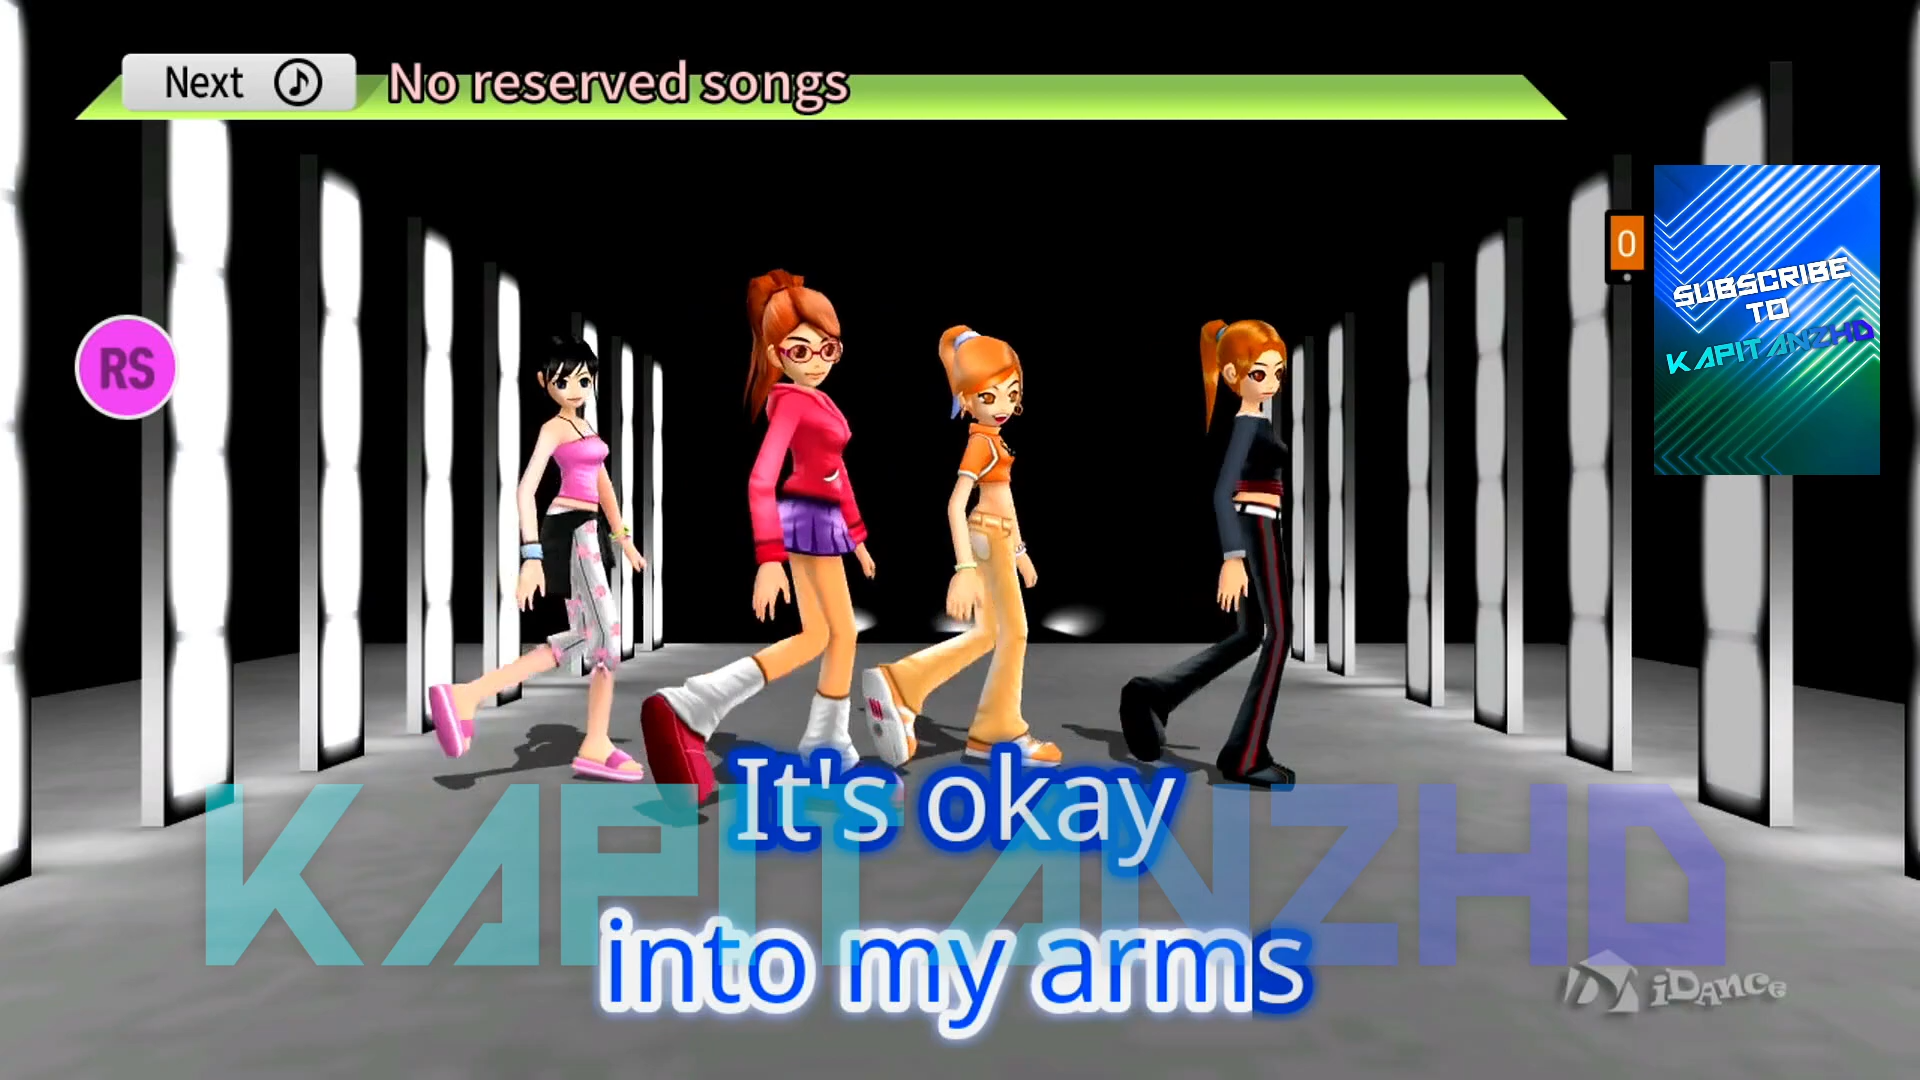 Next
No reserved songs
RS
0
SUBSCRIBE
TO
KAPITANZHD
It's okay
KAPITANZHD
into my arms
iDANCE